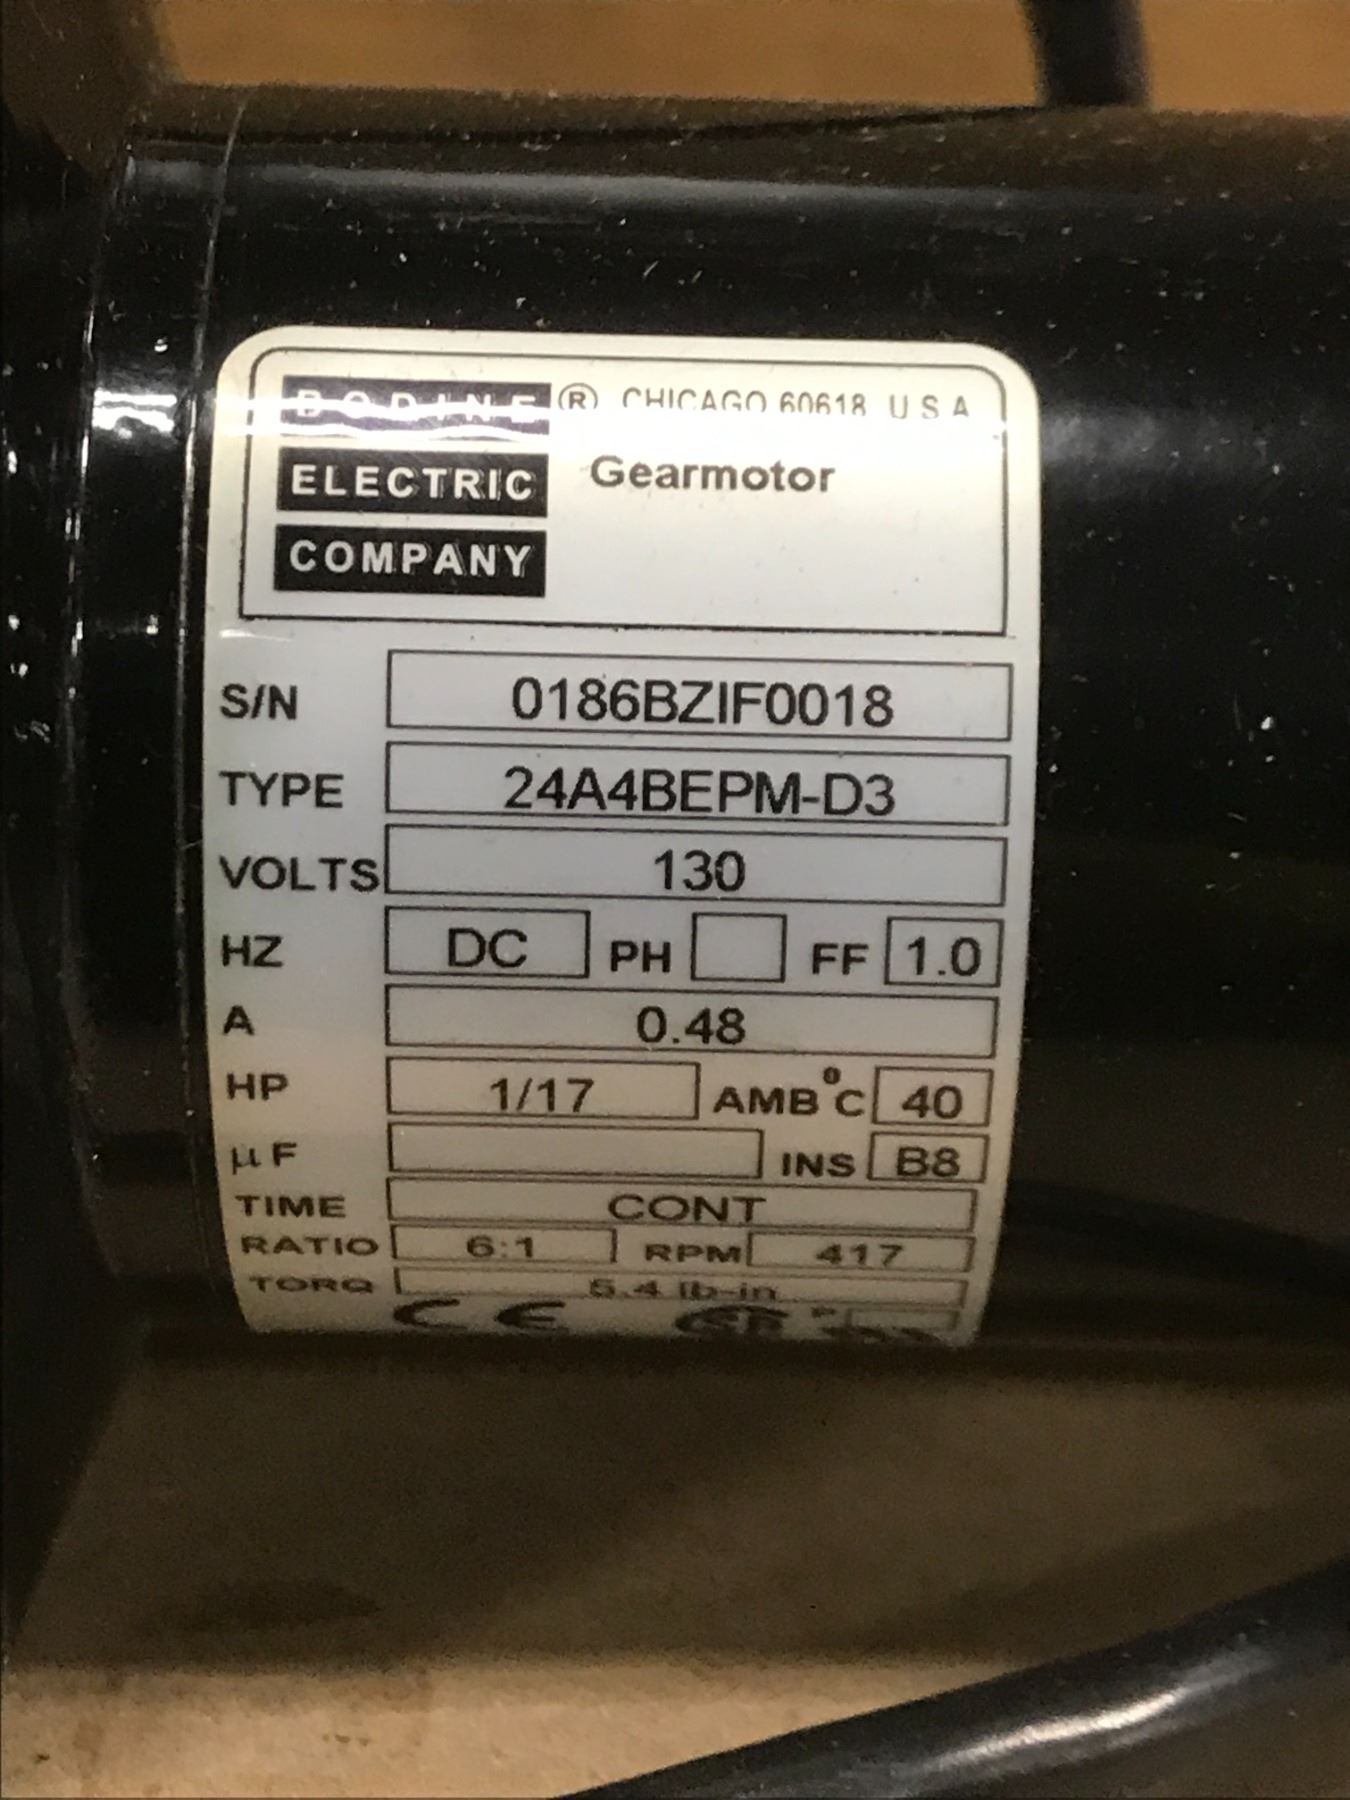 BODINE ® CHICAGO 60618 U S A
ELECTRIC Gearmotor
COMPANY
S/N 0186BZIF0018
TYPE 24A4BEPM-D3
VOLTS 130
HZ DC PH FF 1.0
A 0.48
HP 1/17 AMB°C 40
µF INS B8
TIME CONT
RATIO 6:1 RPM 417
TORQ 5.4 lb-in
CE